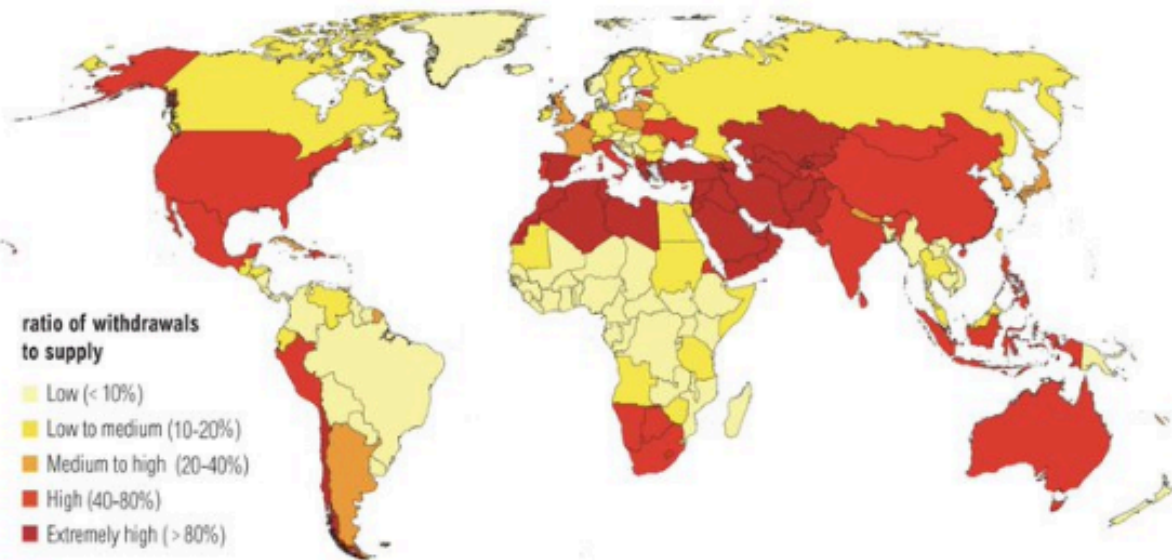 ratio of withdrawals
to supply
Low (< 10%)
Low to medium (10-20%)
Medium to high (20-40%)
High (40-80%)
Extremely high (> 80%)